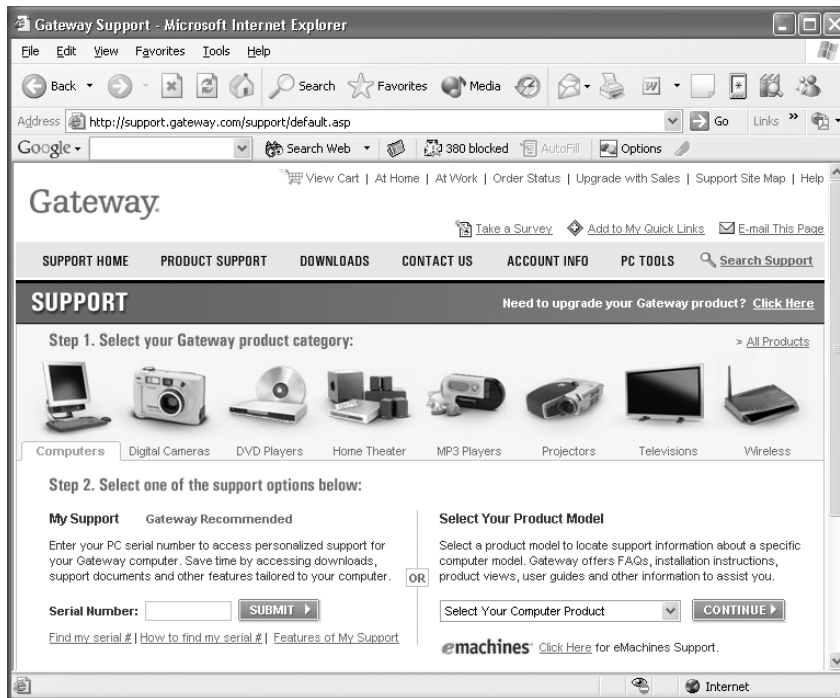 Gateway Support - Microsoft Internet Explorer
File Edit View Favorites Tools Help
Back Search Favorites Media
Address http://support.gateway.com/support/default.asp Go Links »
Google Search Web 380 blocked AutoFill Options
View Cart | At Home | At Work | Order Status | Upgrade with Sales | Support Site Map | Help
Gateway.
Take a Survey Add to My Quick Links E-mail This Page
SUPPORT HOME PRODUCT SUPPORT DOWNLOADS CONTACT US ACCOUNT INFO PC TOOLS Search Support
SUPPORT Need to upgrade your Gateway product? Click Here
Step 1. Select your Gateway product category: » All Products
Computers Digital Cameras DVD Players Home Theater MP3 Players Projectors Televisions Wireless
Step 2. Select one of the support options below:
My Support Gateway Recommended
Enter your PC serial number to access personalized support for
your Gateway computer. Save time by accessing downloads,
support documents and other features tailored to your computer.
Serial Number: SUBMIT
Find my serial # | How to find my serial # | Features of My Support
OR
Select Your Product Model
Select a product model to locate support information about a specific
computer model. Gateway offers FAQs, installation instructions,
product views, user guides and other information to assist you.
Select Your Computer Product CONTINUE
emachines Click Here for eMachines Support.
Internet